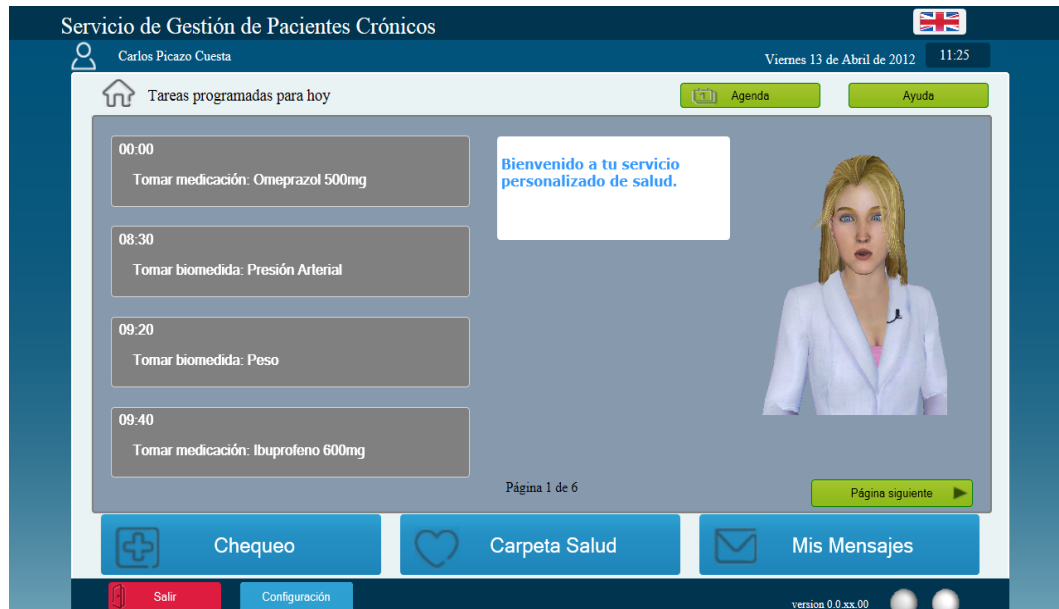 Servicio de Gestión de Pacientes Crónicos
Carlos Picazo Cuesta
Viernes 13 de Abril de 2012
11:25
Tareas programadas para hoy
1
Agenda
Ayuda
00:00
Tomar medicación: Omeprazol 500mg
08:30
Tomar biomedida: Presión Arterial
09:20
Tomar biomedida: Peso
09:40
Tomar medicación: Ibuprofeno 600mg
Bienvenido a tu servicio
personalizado de salud.
Página 1 de 6
Página siguiente
Chequeo
Carpeta Salud
Mis Mensajes
Salir
Configuración
version 0.0.xx.00